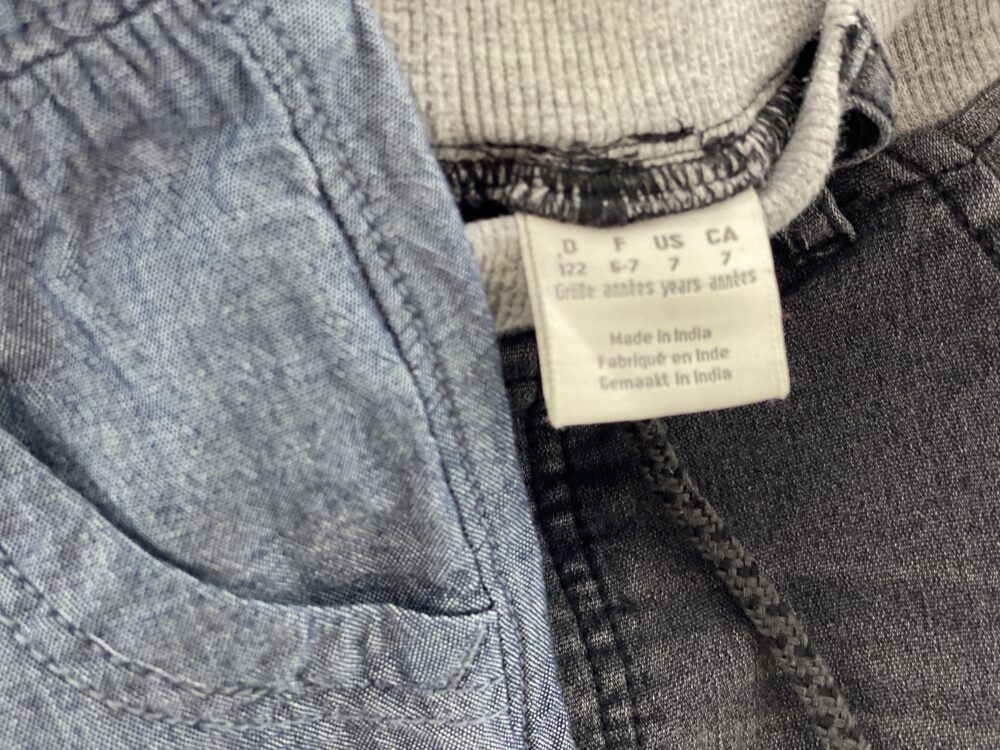 D F US CA
122 6-7 7 7
Größe années years années
Made in India
Fabriqué en Inde
Gemaakt in India